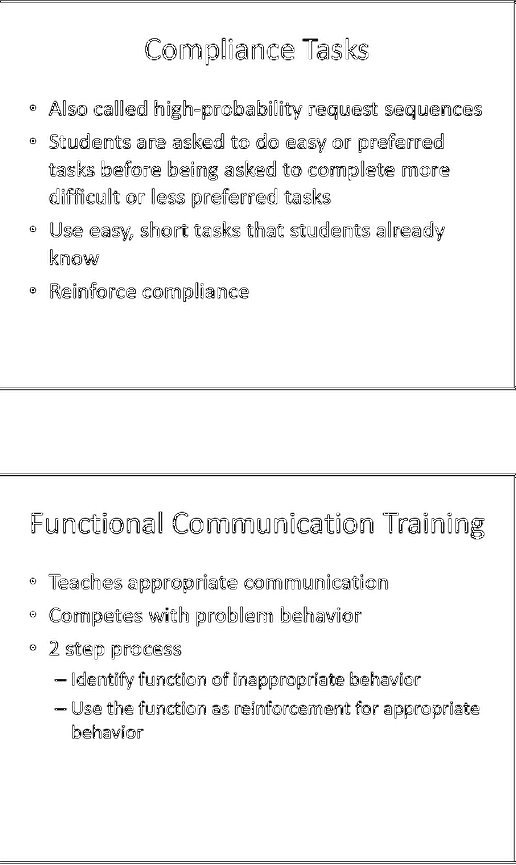 Compliance Tasks
• Also called high-probability request sequences
• Students are asked to do easy or preferred
tasks before being asked to complete more
difficult or less preferred tasks
• Use easy, short tasks that students already
know
• Reinforce compliance
Functional Communication Training
• Teaches appropriate communication
• Competes with problem behavior
• 2 step process
– Identify function of inappropriate behavior
– Use the function as reinforcement for appropriate
behavior